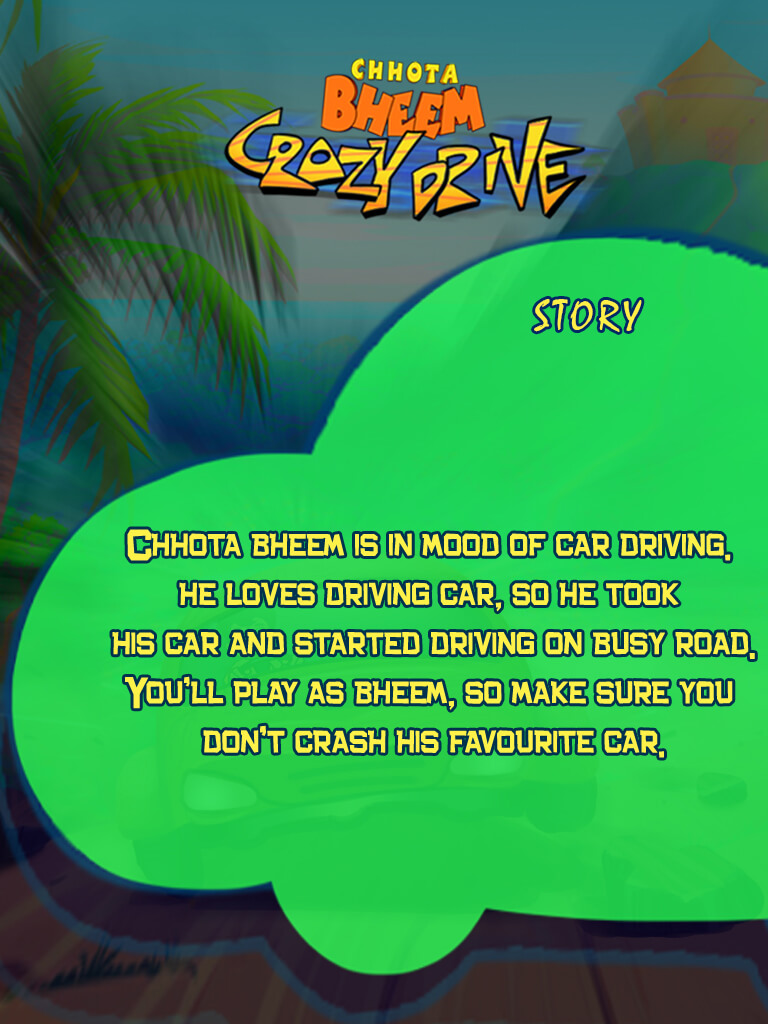 CHHOTA
BHEEM
CRAZY DRIVE
STORY
CHHOTA BHEEM IS IN MOOD OF CAR DRIVING.
HE LOVES DRIVING CAR, SO HE TOOK
HIS CAR AND STARTED DRIVING ON BUSY ROAD.
YOU'LL PLAY AS BHEEM, SO MAKE SURE YOU
DON'T CRASH HIS FAVOURITE CAR.